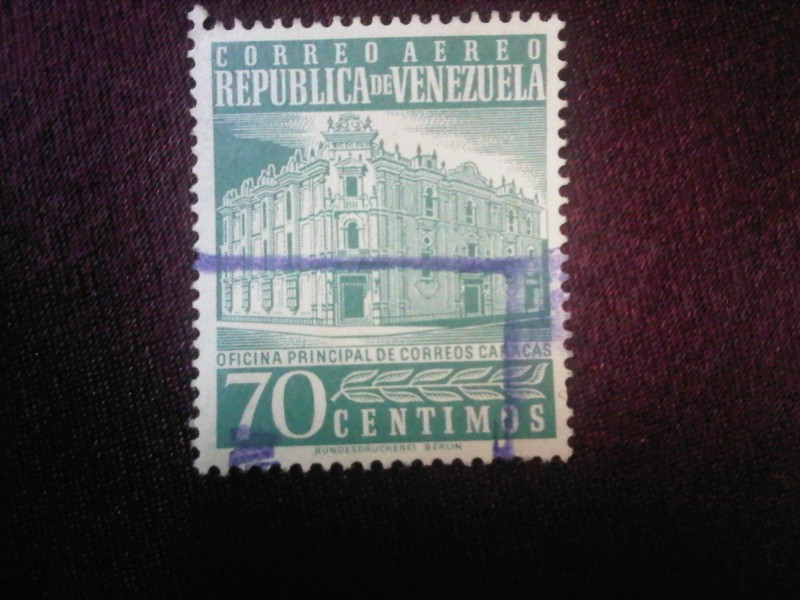 CORREO AEREO
REPUBLICA DE VENEZUELA
OFICINA PRINCIPAL DE CORREOS CARACAS
70 CENTIMOS
BUNDESDRUCKEREI BERLIN